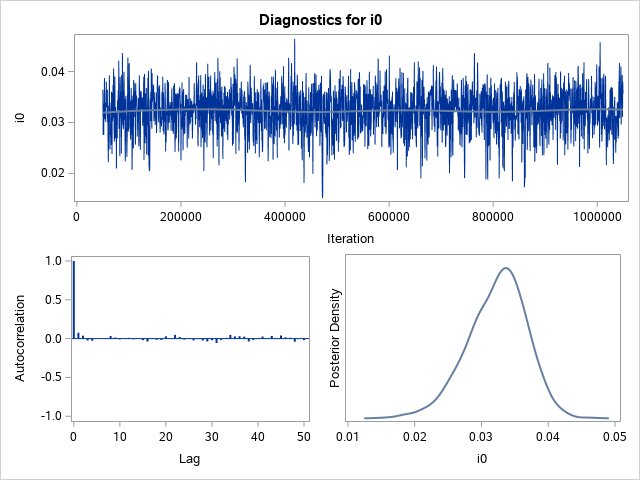 Diagnostics for i0
i0
0.04
0.03
0.02
0 200000 400000 600000 800000 1000000
Iteration
Autocorrelation
1.0
0.5
0.0
-0.5
-1.0
0 10 20 30 40 50
Lag
Posterior Density
0.01 0.02 0.03 0.04 0.05
i0